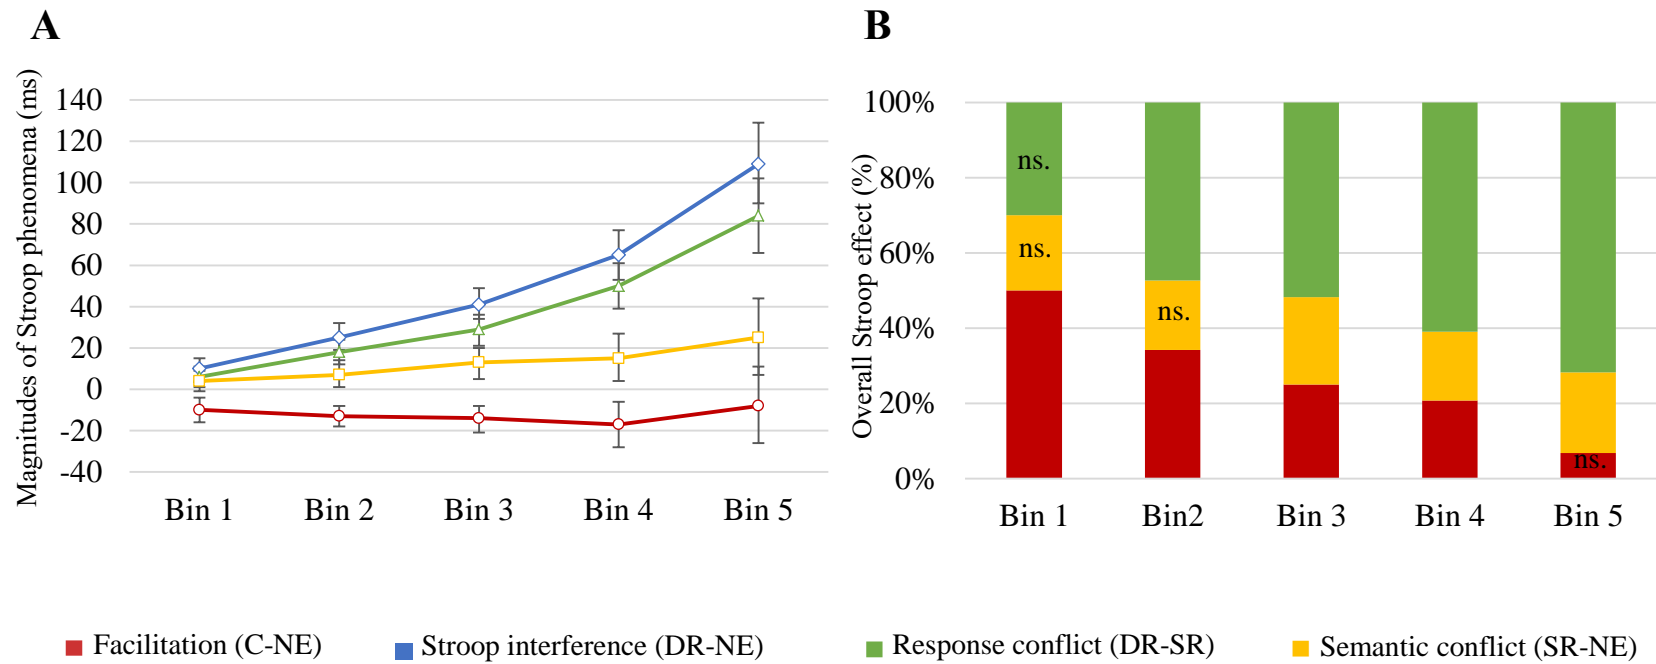 A
B
Magnitudes of Stroop phenomena (ms)
140
120
100
80
60
40
20
0
-20
-40
Bin 1 Bin 2 Bin 3 Bin 4 Bin 5
Overall Stroop effect (%)
100%
80%
60%
40%
20%
0%
ns.
ns.
ns.
ns.
Bin 1 Bin2 Bin 3 Bin 4 Bin 5
Facilitation (C-NE) Stroop interference (DR-NE) Response conflict (DR-SR) Semantic conflict (SR-NE)